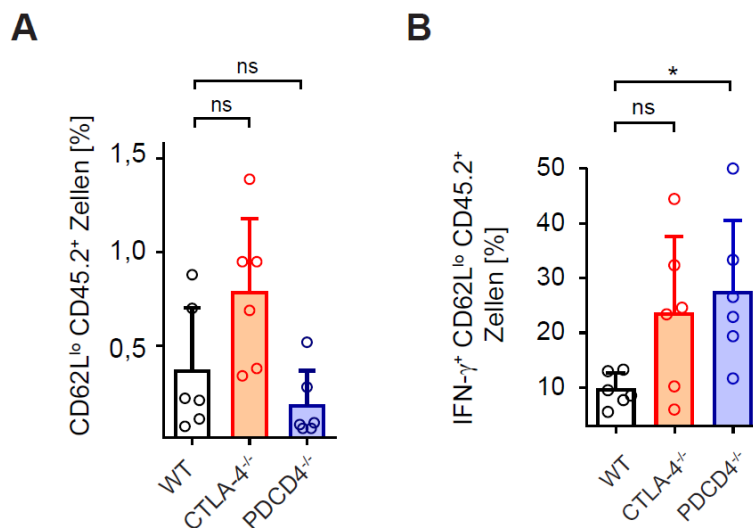 A
ns
ns
CD62Lˡᵒ CD45.2⁺ Zellen [%]
1,5
1,0
0,5
WT
CTLA-4⁻/⁻
PDCD4⁻/⁻
B
*
ns
IFN-γ⁺ CD62Lˡᵒ CD45.2⁺
Zellen [%]
50
40
30
20
10
WT
CTLA-4⁻/⁻
PDCD4⁻/⁻